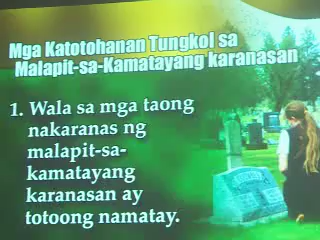 Mga Katotohanan Tungkol sa
Malapit-sa-Kamatayang karanasan
1. Wala sa mga taong
nakaranas ng
malapit-sa-
kamatayang
karanasan ay
totoong namatay.